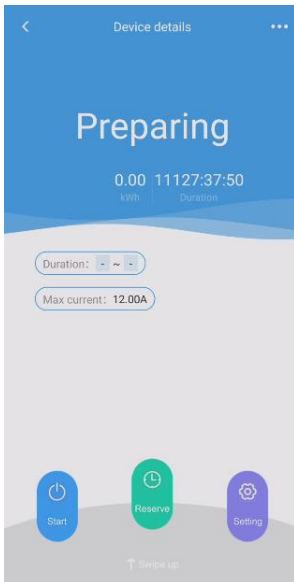 Device details
Preparing
0.00 11127:37:50
kWh Duration
Duration: - ~ -
Max current: 12.00A
Reserve
Start Setting
Swipe up